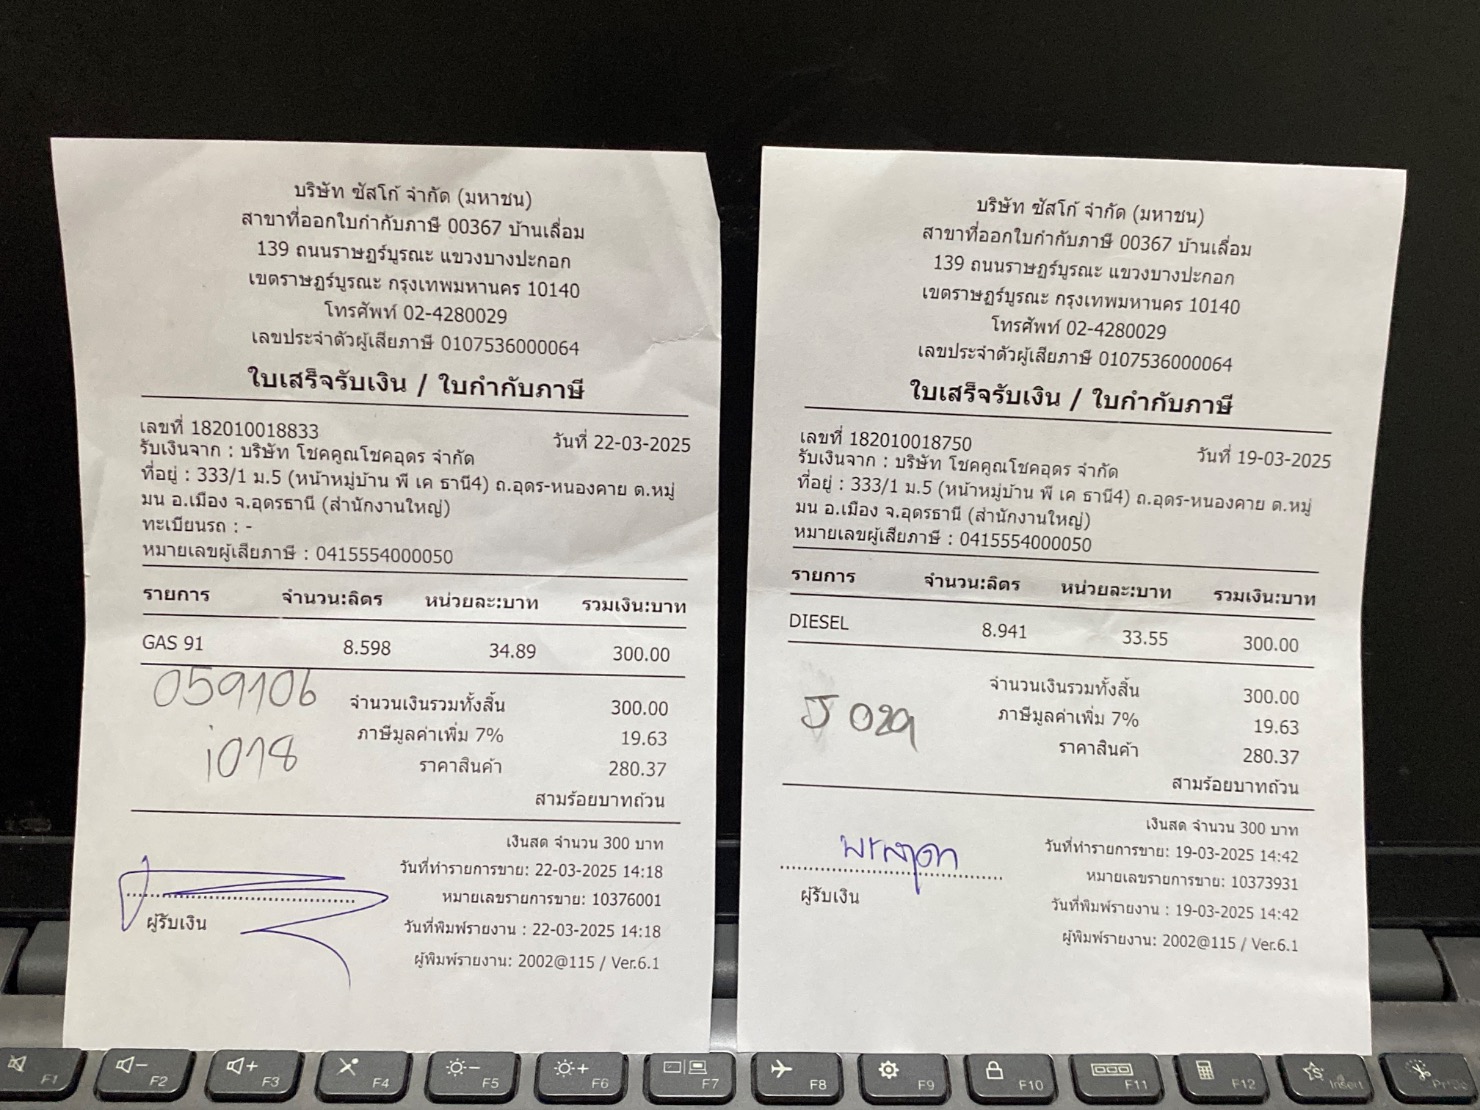 บริษัท ซัสโก้ จำกัด (มหาชน)
สาขาที่ออกใบกำกับภาษี 00367 บ้านเลื่อม
139 ถนนราษฎร์บูรณะ แขวงบางปะกอก
เขตราษฎร์บูรณะ กรุงเทพมหานคร 10140
โทรศัพท์ 02-4280029
เลขประจำตัวผู้เสียภาษี 0107536000064
ใบเสร็จรับเงิน / ใบกำกับภาษี
เลขที่ 182010018833 วันที่ 22-03-2025
รับเงินจาก : บริษัท โชคคูณโชคอุดร จำกัด
ที่อยู่ : 333/1 ม.5 (หน้าหมู่บ้าน พี เค ธานี4) ถ.อุดร-หนองคาย ต.หมู่
มน อ.เมือง จ.อุดรธานี (สำนักงานใหญ่)
ทะเบียนรถ : -
หมายเลขผู้เสียภาษี : 0415554000050
รายการ จำนวน:ลิตร หน่วยละ:บาท รวมเงิน:บาท
GAS 91 8.598 34.89 300.00
059106
จำนวนเงินรวมทั้งสิ้น 300.00
ภาษีมูลค่าเพิ่ม 7% 19.63
ราคาสินค้า 280.37
สามร้อยบาทถ้วน
เงินสด จำนวน 300 บาท
วันที่ทำรายการขาย: 22-03-2025 14:18
หมายเลขรายการขาย: 10376001
ผู้รับเงิน
วันที่พิมพ์รายงาน : 22-03-2025 14:18
ผู้พิมพ์รายงาน: 2002@115 / Ver.6.1
บริษัท ซัสโก้ จำกัด (มหาชน)
สาขาที่ออกใบกำกับภาษี 00367 บ้านเลื่อม
139 ถนนราษฎร์บูรณะ แขวงบางปะกอก
เขตราษฎร์บูรณะ กรุงเทพมหานคร 10140
โทรศัพท์ 02-4280029
เลขประจำตัวผู้เสียภาษี 0107536000064
ใบเสร็จรับเงิน / ใบกำกับภาษี
เลขที่ 182010018750 วันที่ 19-03-2025
รับเงินจาก : บริษัท โชคคูณโชคอุดร จำกัด
ที่อยู่ : 333/1 ม.5 (หน้าหมู่บ้าน พี เค ธานี4) ถ.อุดร-หนองคาย ต.หมู่
มน อ.เมือง จ.อุดรธานี (สำนักงานใหญ่)
หมายเลขผู้เสียภาษี : 0415554000050
รายการ จำนวน:ลิตร หน่วยละ:บาท รวมเงิน:บาท
DIESEL 8.941 33.55 300.00
จำนวนเงินรวมทั้งสิ้น 300.00
ภาษีมูลค่าเพิ่ม 7% 19.63
ราคาสินค้า 280.37
สามร้อยบาทถ้วน
เงินสด จำนวน 300 บาท
วันที่ทำรายการขาย: 19-03-2025 14:42
หมายเลขรายการขาย: 10373931
ผู้รับเงิน
วันที่พิมพ์รายงาน : 19-03-2025 14:42
ผู้พิมพ์รายงาน: 2002@115 / Ver.6.1
F1 F2 F3 F4 F5 F6 F7 F8 F9 F10 F11 F12 Insert